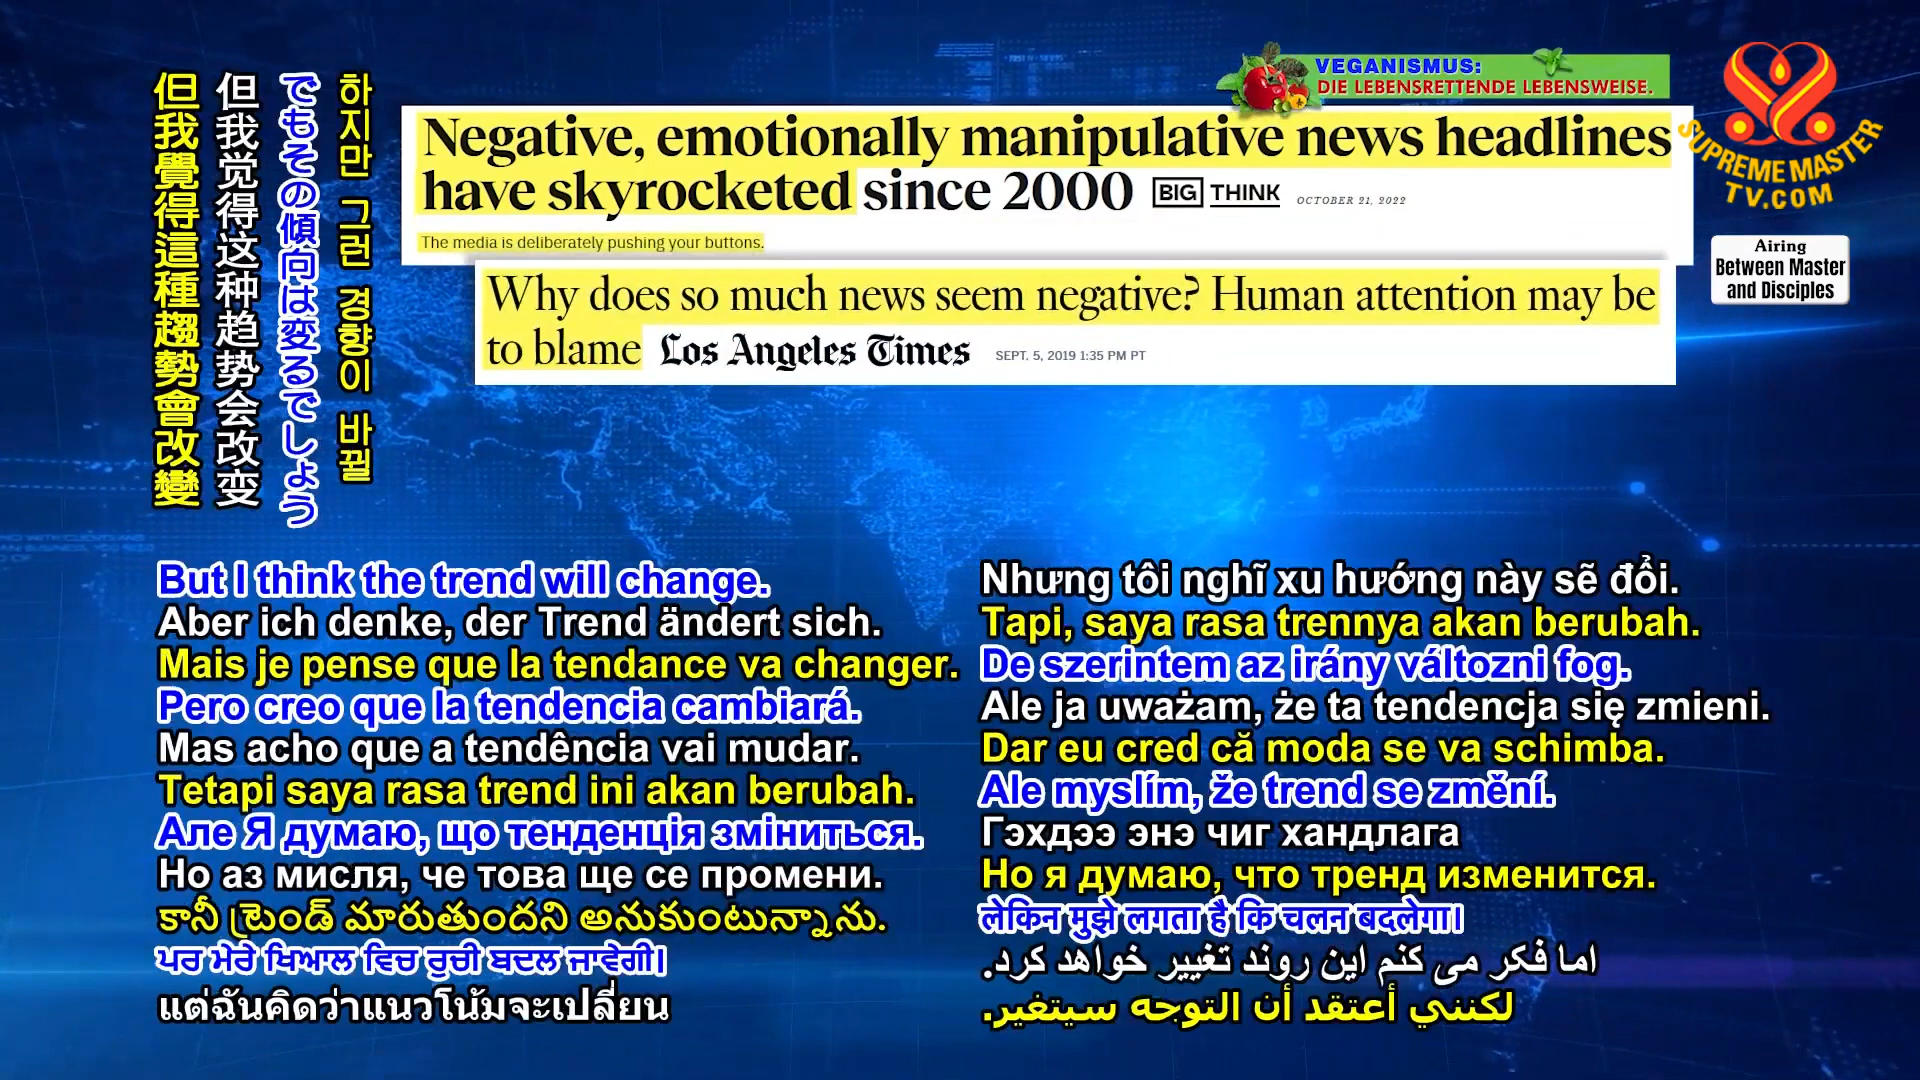 VEGANISMUS:
DIE LEBENSRETTENDE LEBENSWEISE.
SUPREME MASTER
TV.COM
Airing
Between Master
and Disciples
Negative, emotionally manipulative news headlines
have skyrocketed since 2000 BIG THINK OCTOBER 21, 2022
The media is deliberately pushing your buttons.
Why does so much news seem negative? Human attention may be
to blame Los Angeles Times SEPT. 5, 2019 1:35 PM PT
하지만 그런 경향이 바뀔
でもその傾向は変るでしょう
但我觉得这种趋势会改变
但我覺得這種趨勢會改變
But I think the trend will change.
Aber ich denke, der Trend ändert sich.
Mais je pense que la tendance va changer.
Pero creo que la tendencia cambiará.
Mas acho que a tendência vai mudar.
Tetapi saya rasa trend ini akan berubah.
Але Я думаю, що тенденція зміниться.
Но аз мисля, че това ще се промени.
కానీ ట్రెండ్ మారుతుందని అనుకుంటున్నాను.
ਪਰ ਮੇਰੇ ਖਿਆਲ ਵਿਚ ਰੁਚੀ ਬਦਲ ਜਾਵੇਗੀ।
แต่ฉันคิดว่าแนวโน้มจะเปลี่ยน
Nhưng tôi nghĩ xu hướng này sẽ đổi.
Tapi, saya rasa trennya akan berubah.
De szerintem az irány változni fog.
Ale ja uważam, że ta tendencja się zmieni.
Dar eu cred că moda se va schimba.
Ale myslím, že trend se změní.
Гэхдээ энэ чиг хандлага
Но я думаю, что тренд изменится.
लेकिन मुझे लगता है कि चलन बदलेगा।
اما فکر می کنم این روند تغییر خواهد کرد.
لكنني أعتقد أن التوجه سيتغير.